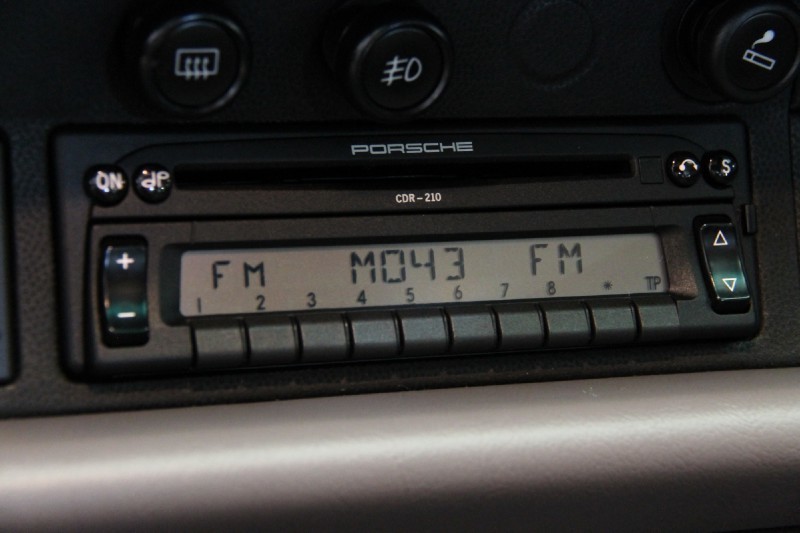 PORSCHE
ON
CDR-210
FM M043 FM
1 2 3 4 5 6 7 8 * TP